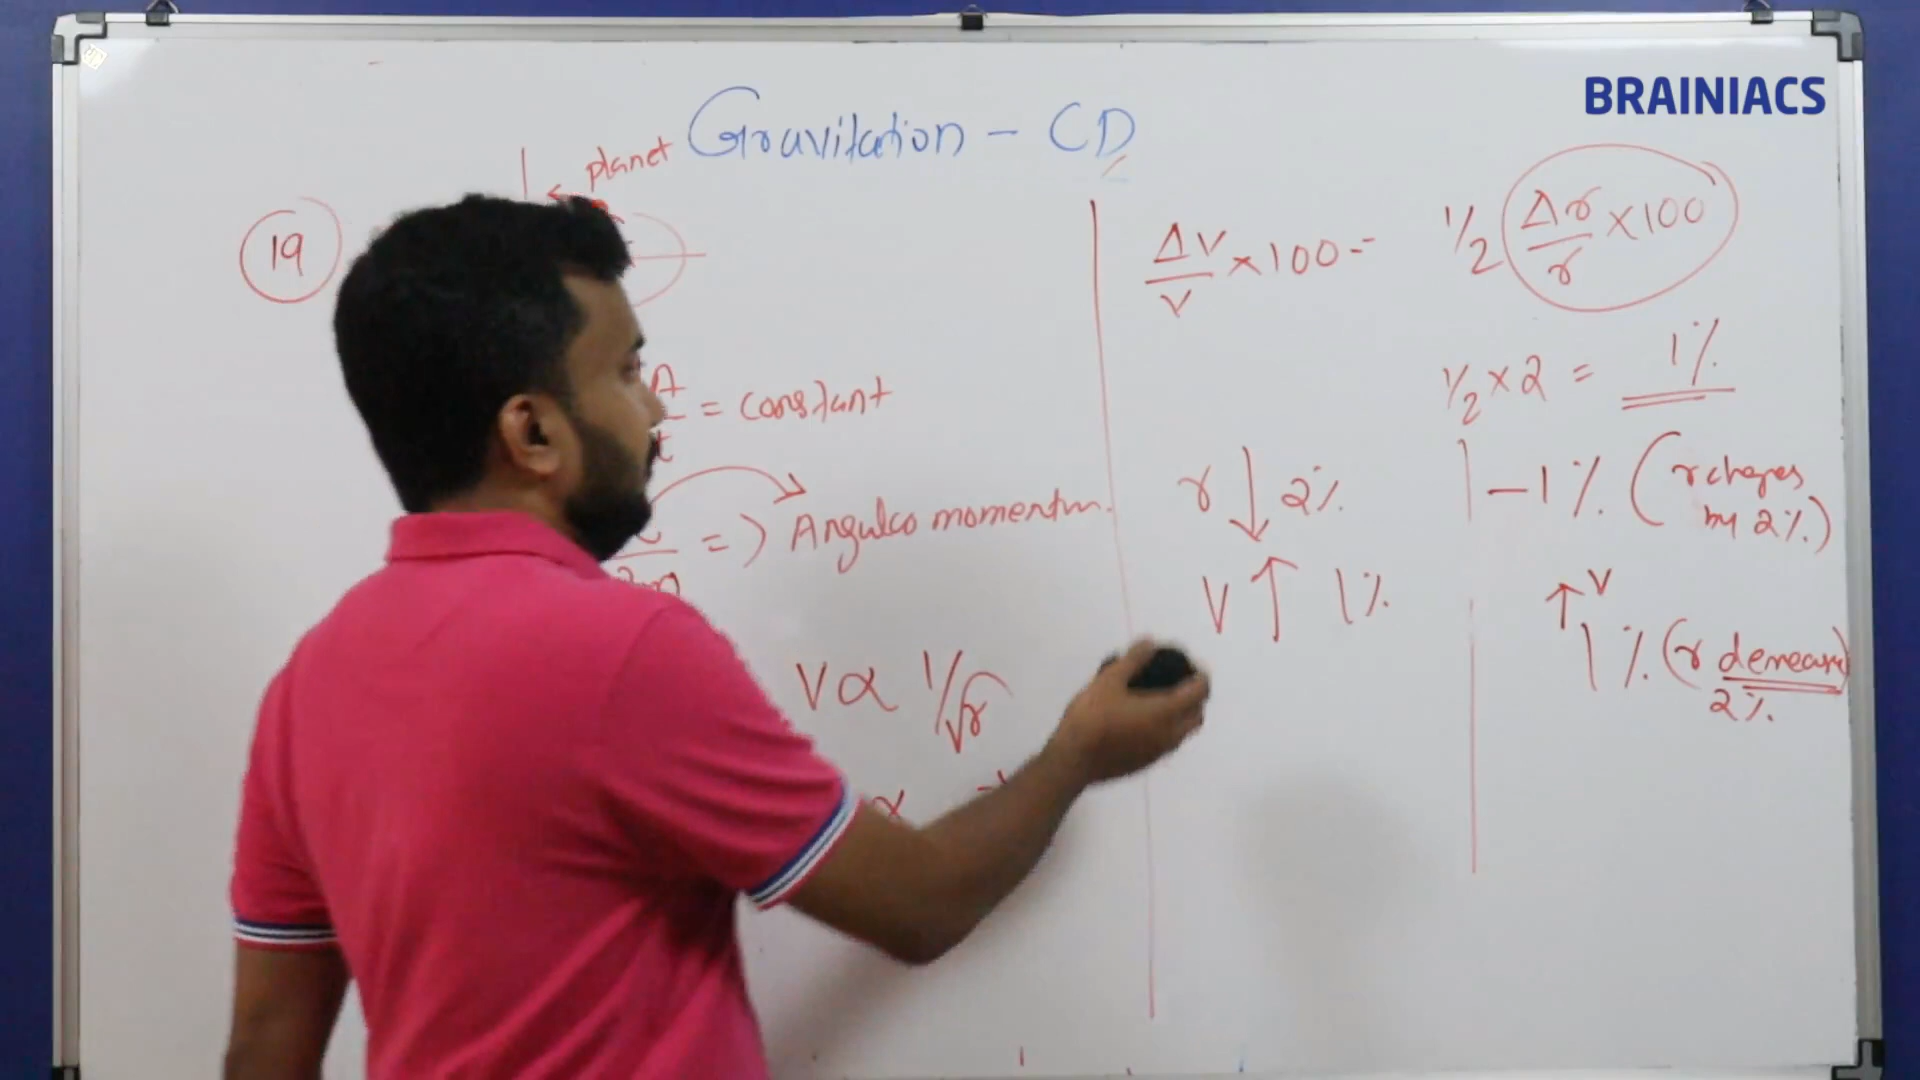 BRAINIACS
Gravitation - CD
planet
19
A
t = constant
=> Angular momentum.
2m
V ∝ 1/√r
∝
ΔV/V × 100 = 1/2 Δr/r × 100
1/2 × 2 = 1%
r ↓ 2%
V ↑ 1%
-1% (r changes
by 2%)
↑ V
1% (r
2%